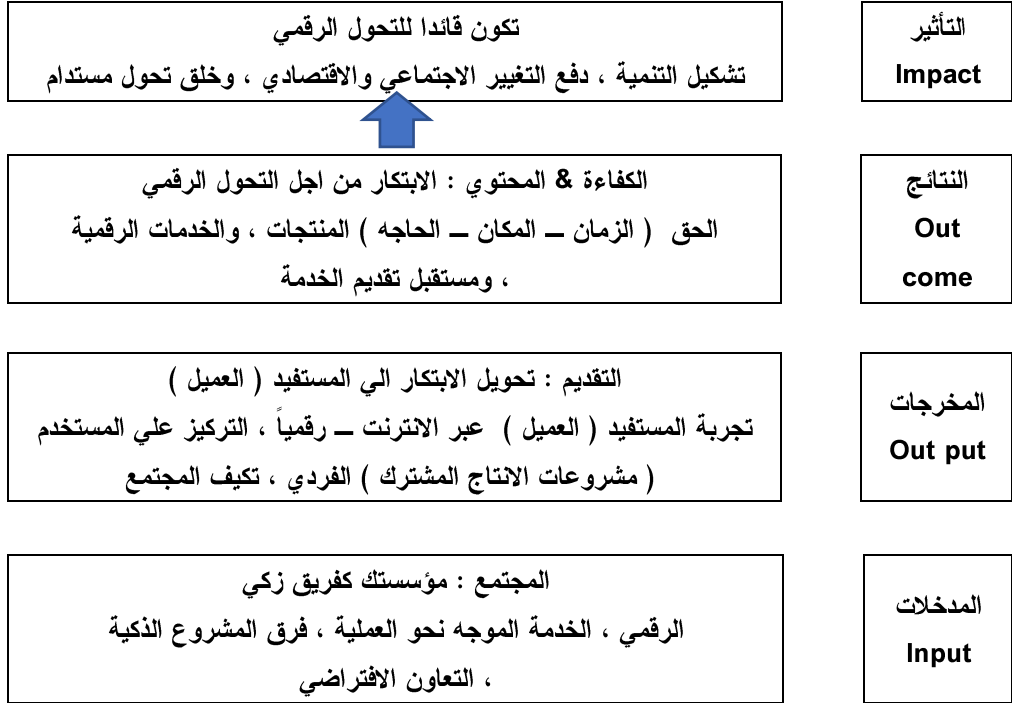 تكون قائدا للتحول الرقمي
تشكيل التنمية ، دفع التغيير الاجتماعي والاقتصادي ، وخلق تحول مستدام
التأثير
Impact
الكفاءة & المحتوي : الابتكار من اجل التحول الرقمي
الحق ( الزمان – المكان – الحاجه ) المنتجات ، والخدمات الرقمية
، ومستقبل تقديم الخدمة
النتائج
Out
come
التقديم : تحويل الابتكار الي المستفيد ( العميل )
تجربة المستفيد ( العميل ) عبر الانترنت – رقمياً ، التركيز علي المستخدم
( مشروعات الانتاج المشترك ) الفردي ، تكيف المجتمع
المخرجات
Out put
المجتمع : مؤسستك كفريق زكي
الرقمي ، الخدمة الموجه نحو العملية ، فرق المشروع الذكية
، التعاون الافتراضي
المدخلات
Input